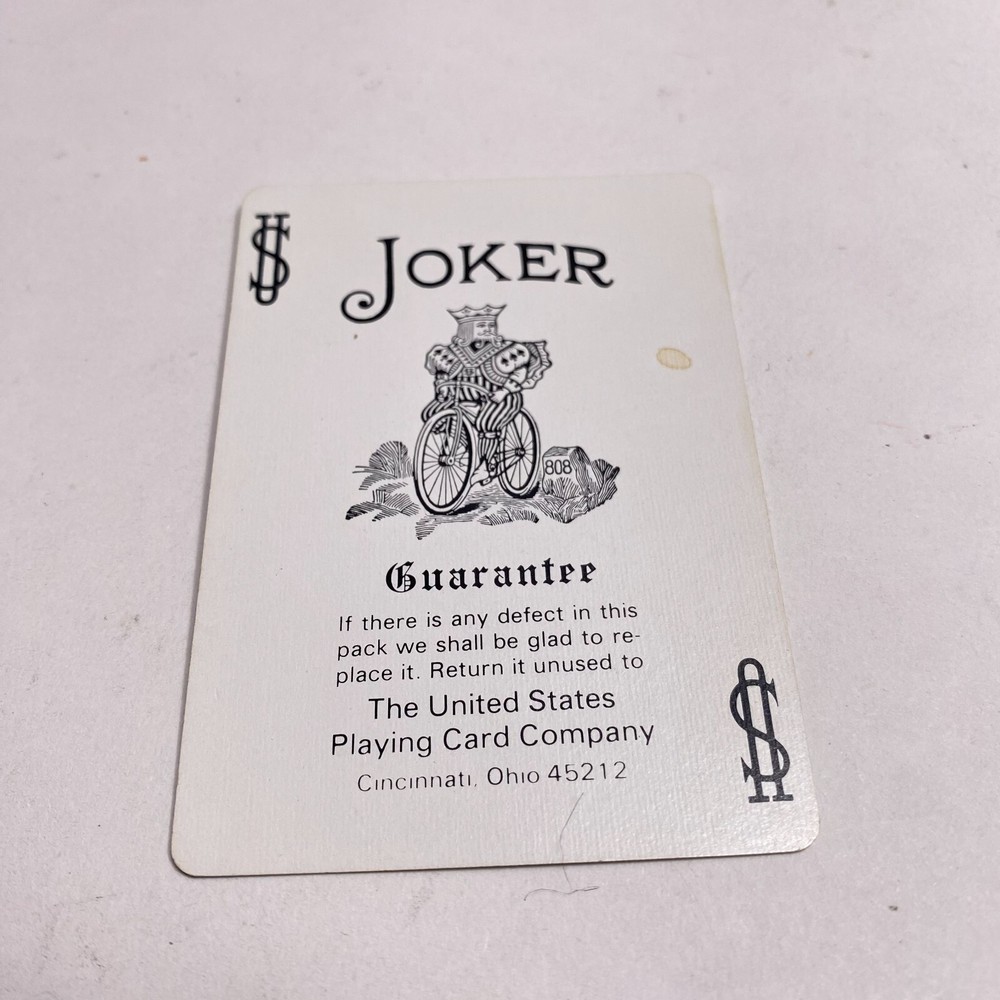 JOKER
808
Guarantee
If there is any defect in this
pack we shall be glad to re-
place it. Return it unused to
The United States
Playing Card Company
Cincinnati, Ohio 45212